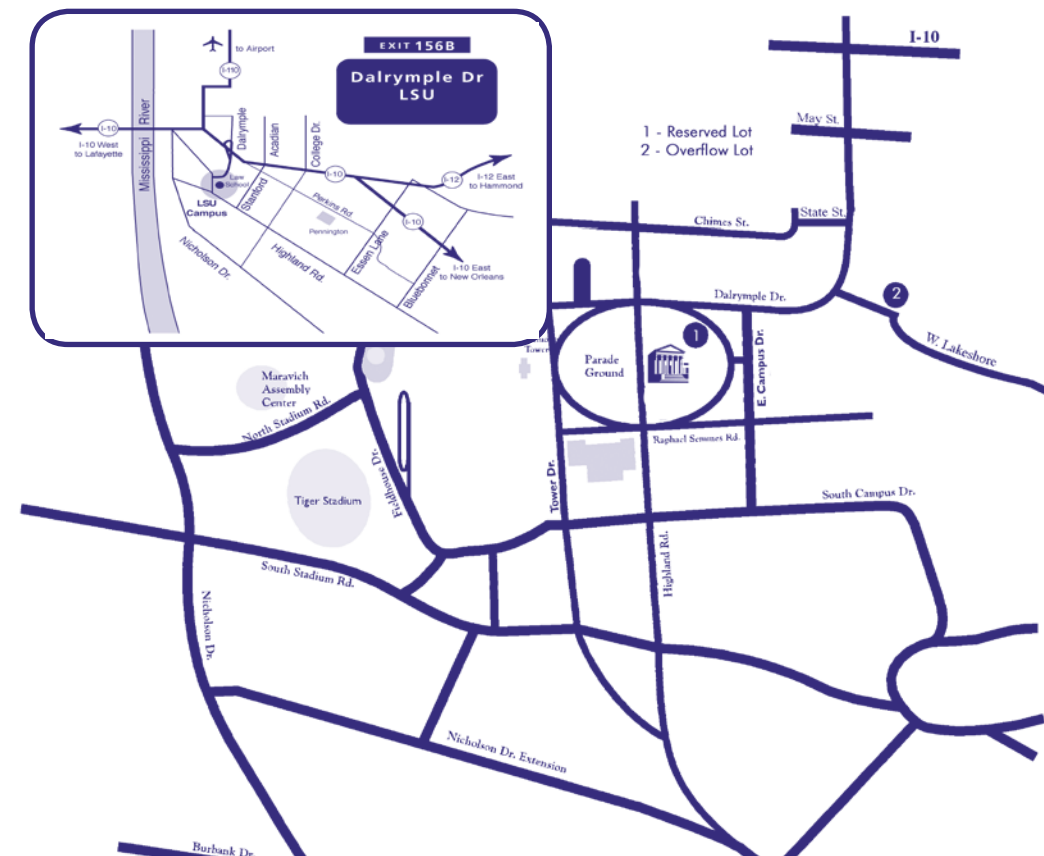 EXIT 156B
Dalrymple Dr
LSU
to Airport
I-110
Mississippi River
I-10
I-10 West
to Lafayette
Dalrymple
Acadian
College Dr.
Law
School
LSU
Campus
Stanford
I-10
I-12
I-12 East
to Hammond
Perkins Rd.
Pennington
Essen Lane
I-10
I-10 East
to New Orleans
Bluebonnet
Highland Rd.
Nicholson Dr.
I-10
1 - Reserved Lot
2 - Overflow Lot
May St.
State St.
Chimes St.
Dalrymple Dr.
2
W. Lakeshore
1
Parade
Ground
E. Campus Dr.
Tower
Maravich
Assembly
Center
North Stadium Rd.
Raphael Semmes Rd.
Tiger Stadium
Fieldhouse Dr.
Tower Dr.
South Campus Dr.
Highland Rd.
South Stadium Rd.
Nicholson Dr.
Nicholson Dr. Extension
Burbank Dr.